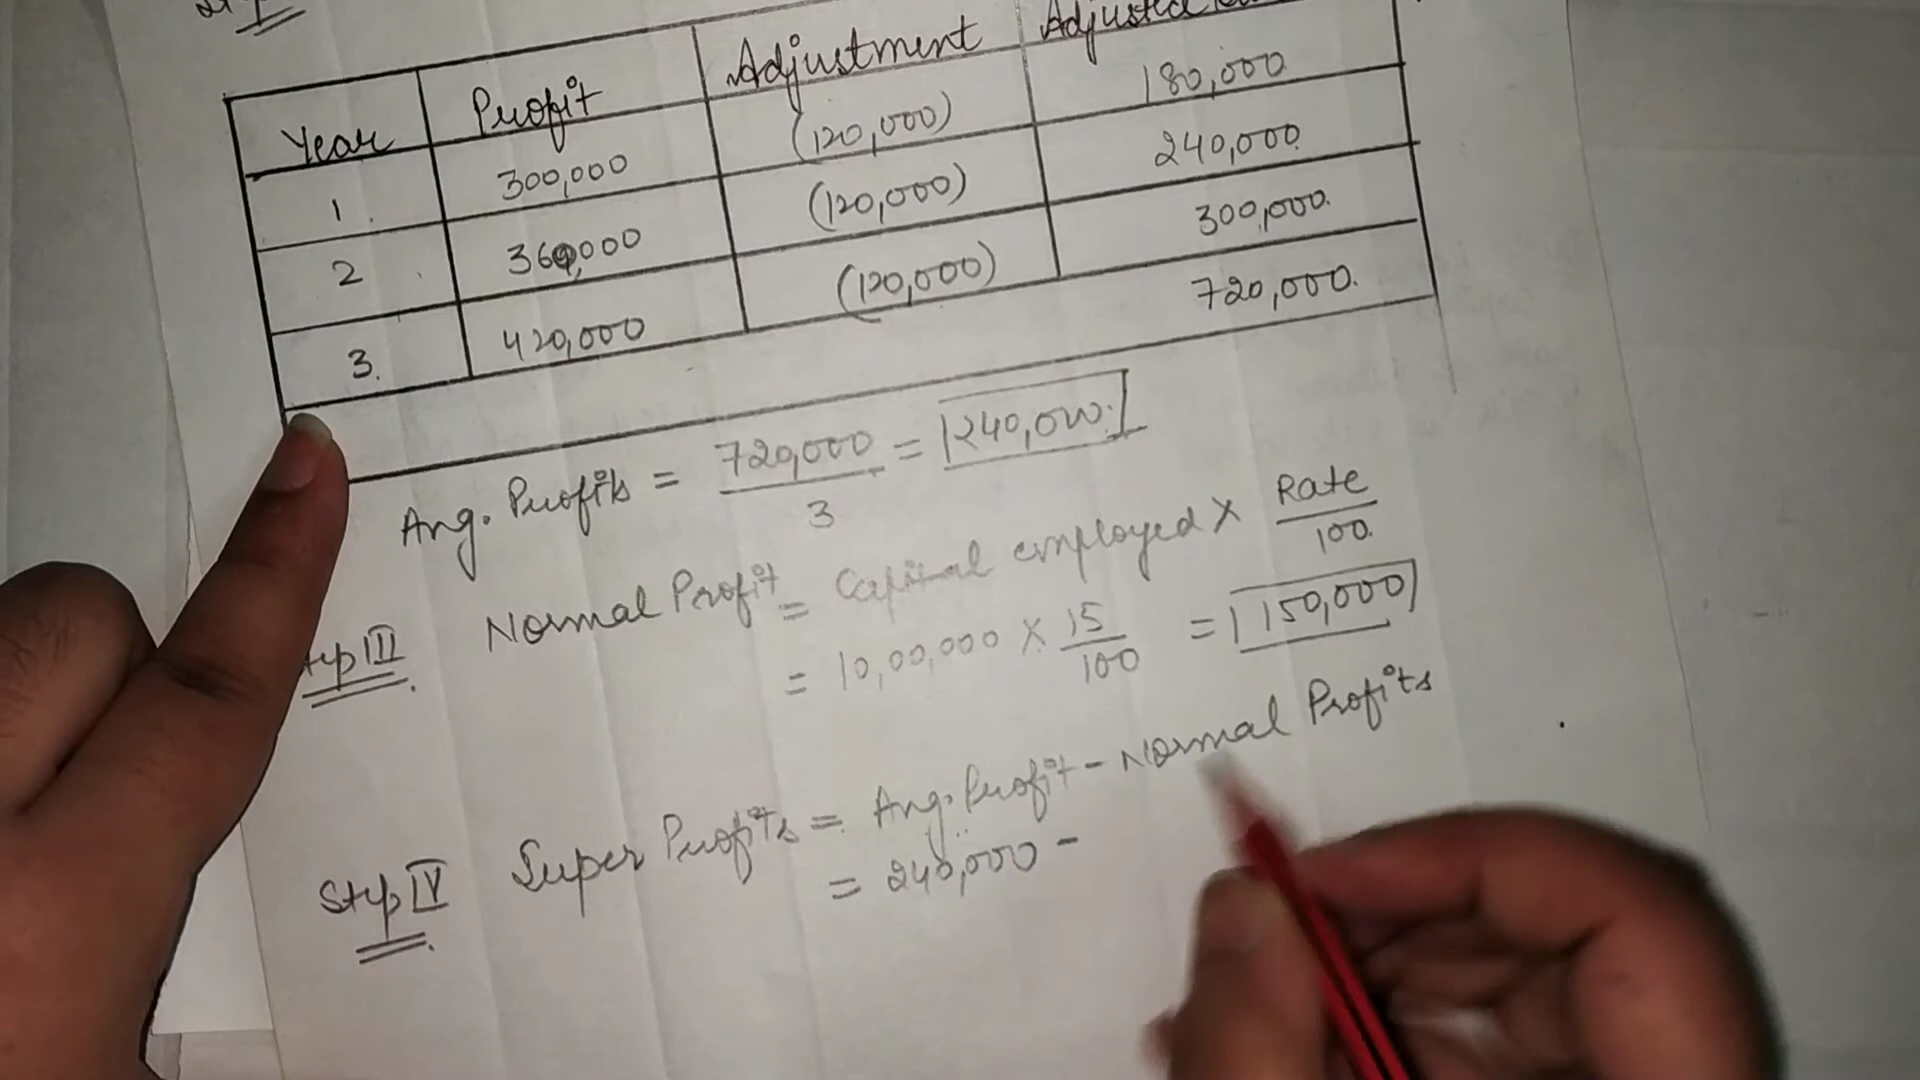 Year Profit Adjustment Adjusted
1. 300,000 (120,000) 180,000
2 360,000 (120,000) 240,000
3. 420,000 (120,000) 300,000.
720,000.
Avg. Profits = 720,000 / 3 = 240,000.
Step III Normal Profit = Capital employed X Rate / 100.
= 10,00,000 X 15 / 100 = 150,000
Step IV Super Profits = Avg. Profit - Normal Profits
= 240,000 -